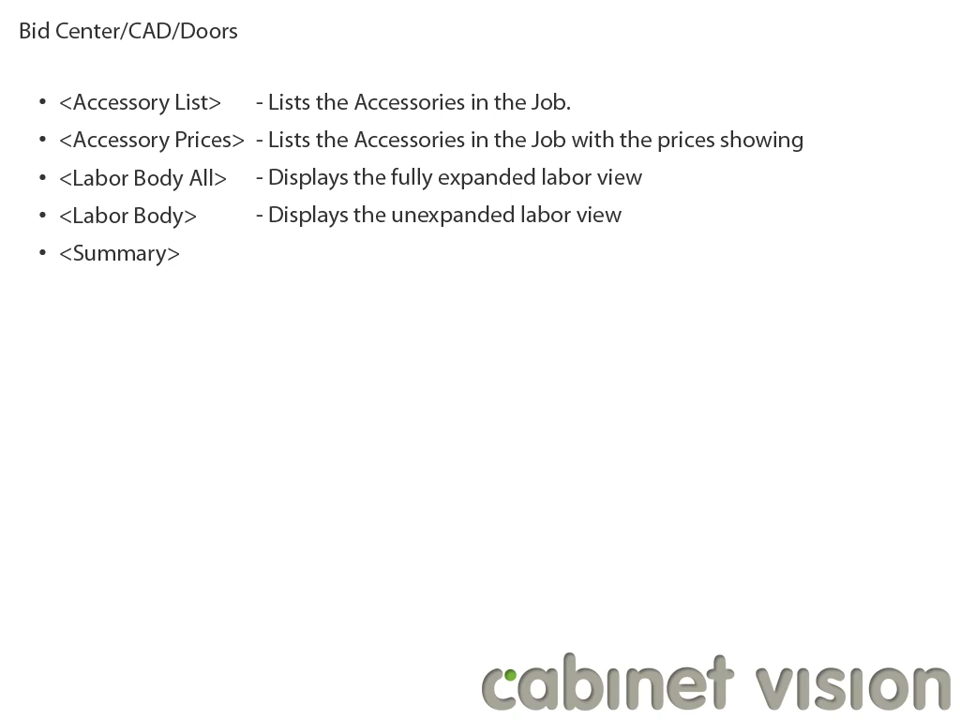 Bid Center/CAD/Doors
• <Accessory List> - Lists the Accessories in the Job.
• <Accessory Prices> - Lists the Accessories in the Job with the prices showing
• <Labor Body All> - Displays the fully expanded labor view
• <Labor Body> - Displays the unexpanded labor view
• <Summary>
cabinet vision